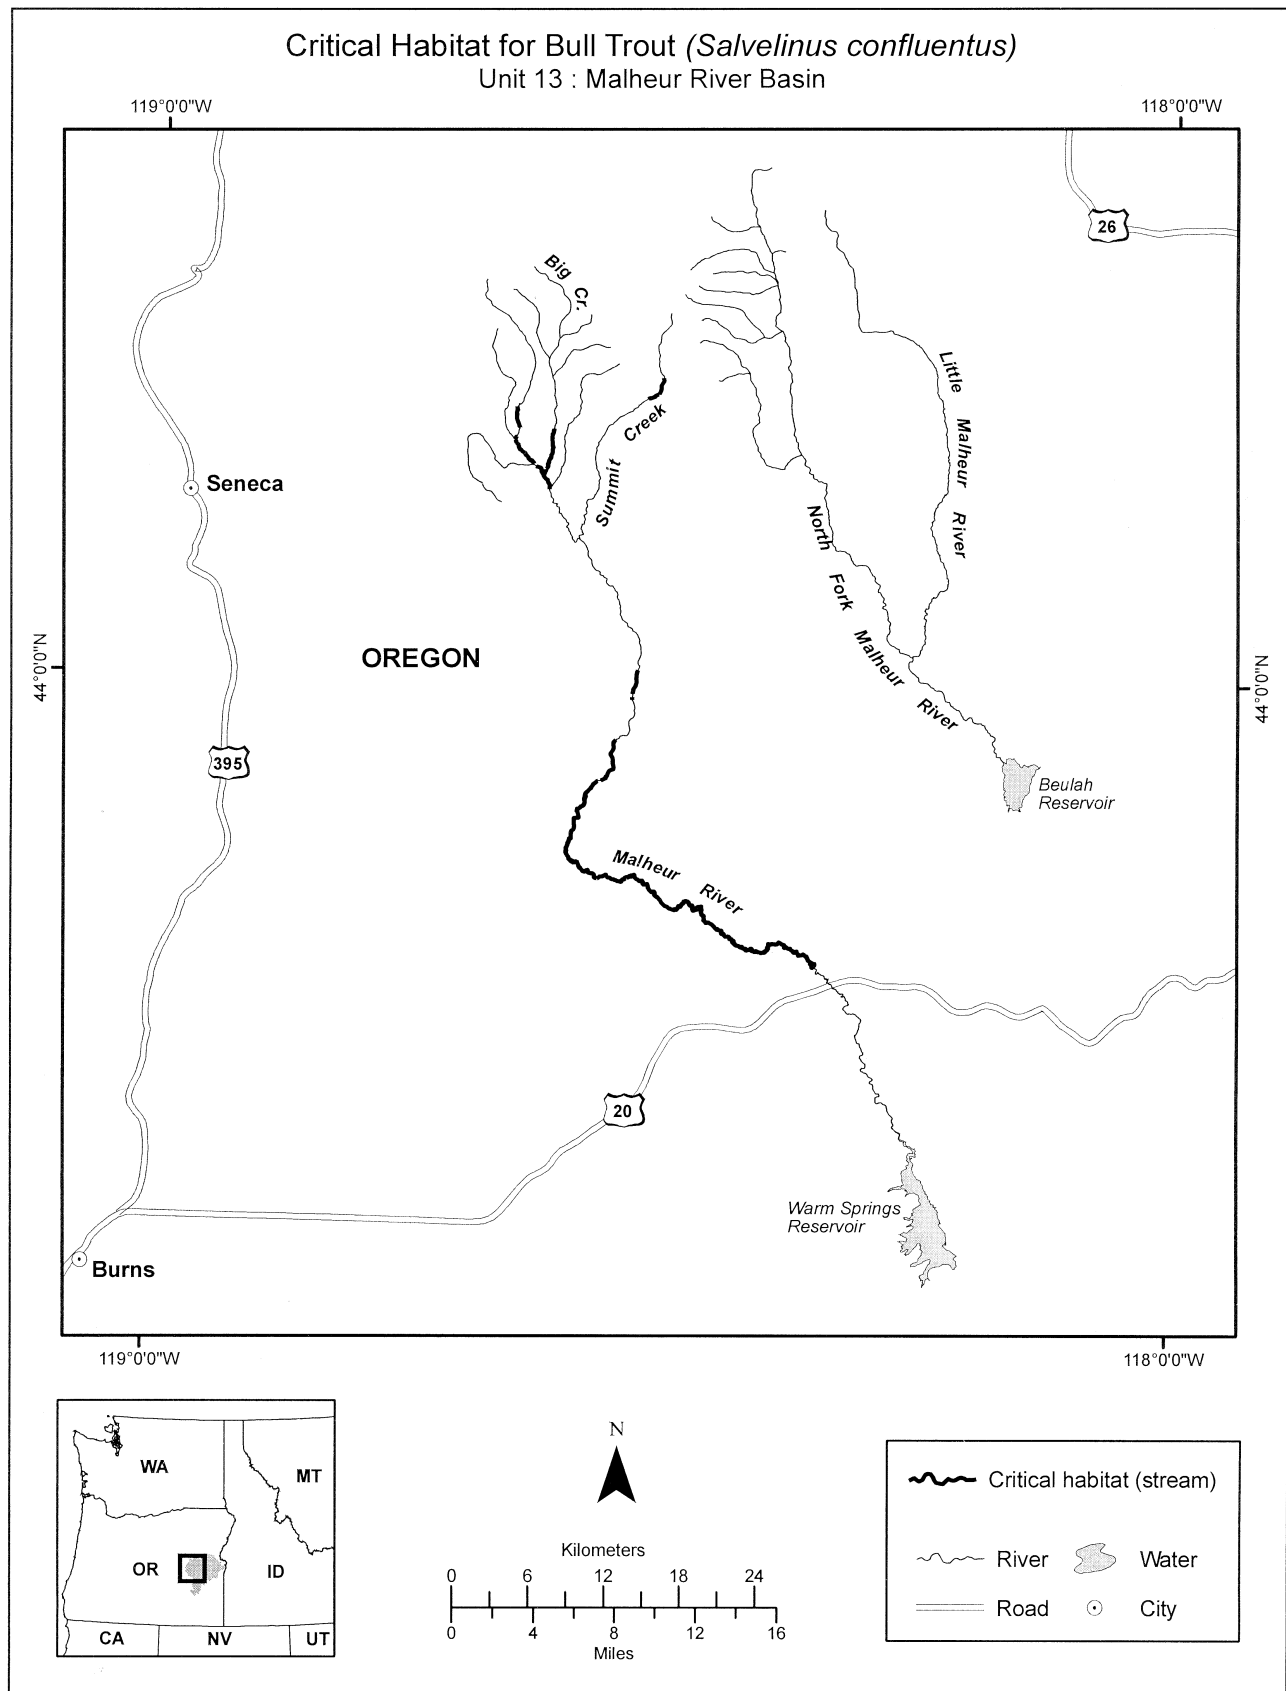 Critical Habitat for Bull Trout (Salvelinus confluentus)
Unit 13 : Malheur River Basin
119°0'0"W
118°0'0"W
26
Big Cr.
Little Malheur River
Summit Creek
Seneca
North Fork Malheur River
OREGON
44°0'0"N
44°0'0"N
395
Beulah
Reservoir
Malheur River
20
Warm Springs
Reservoir
Burns
119°0'0"W
118°0'0"W
WA
MT
OR
ID
CA
NV
UT
N
Kilometers
0 6 12 18 24
0 4 8 12 16
Miles
Critical habitat (stream)
River
Water
Road
City